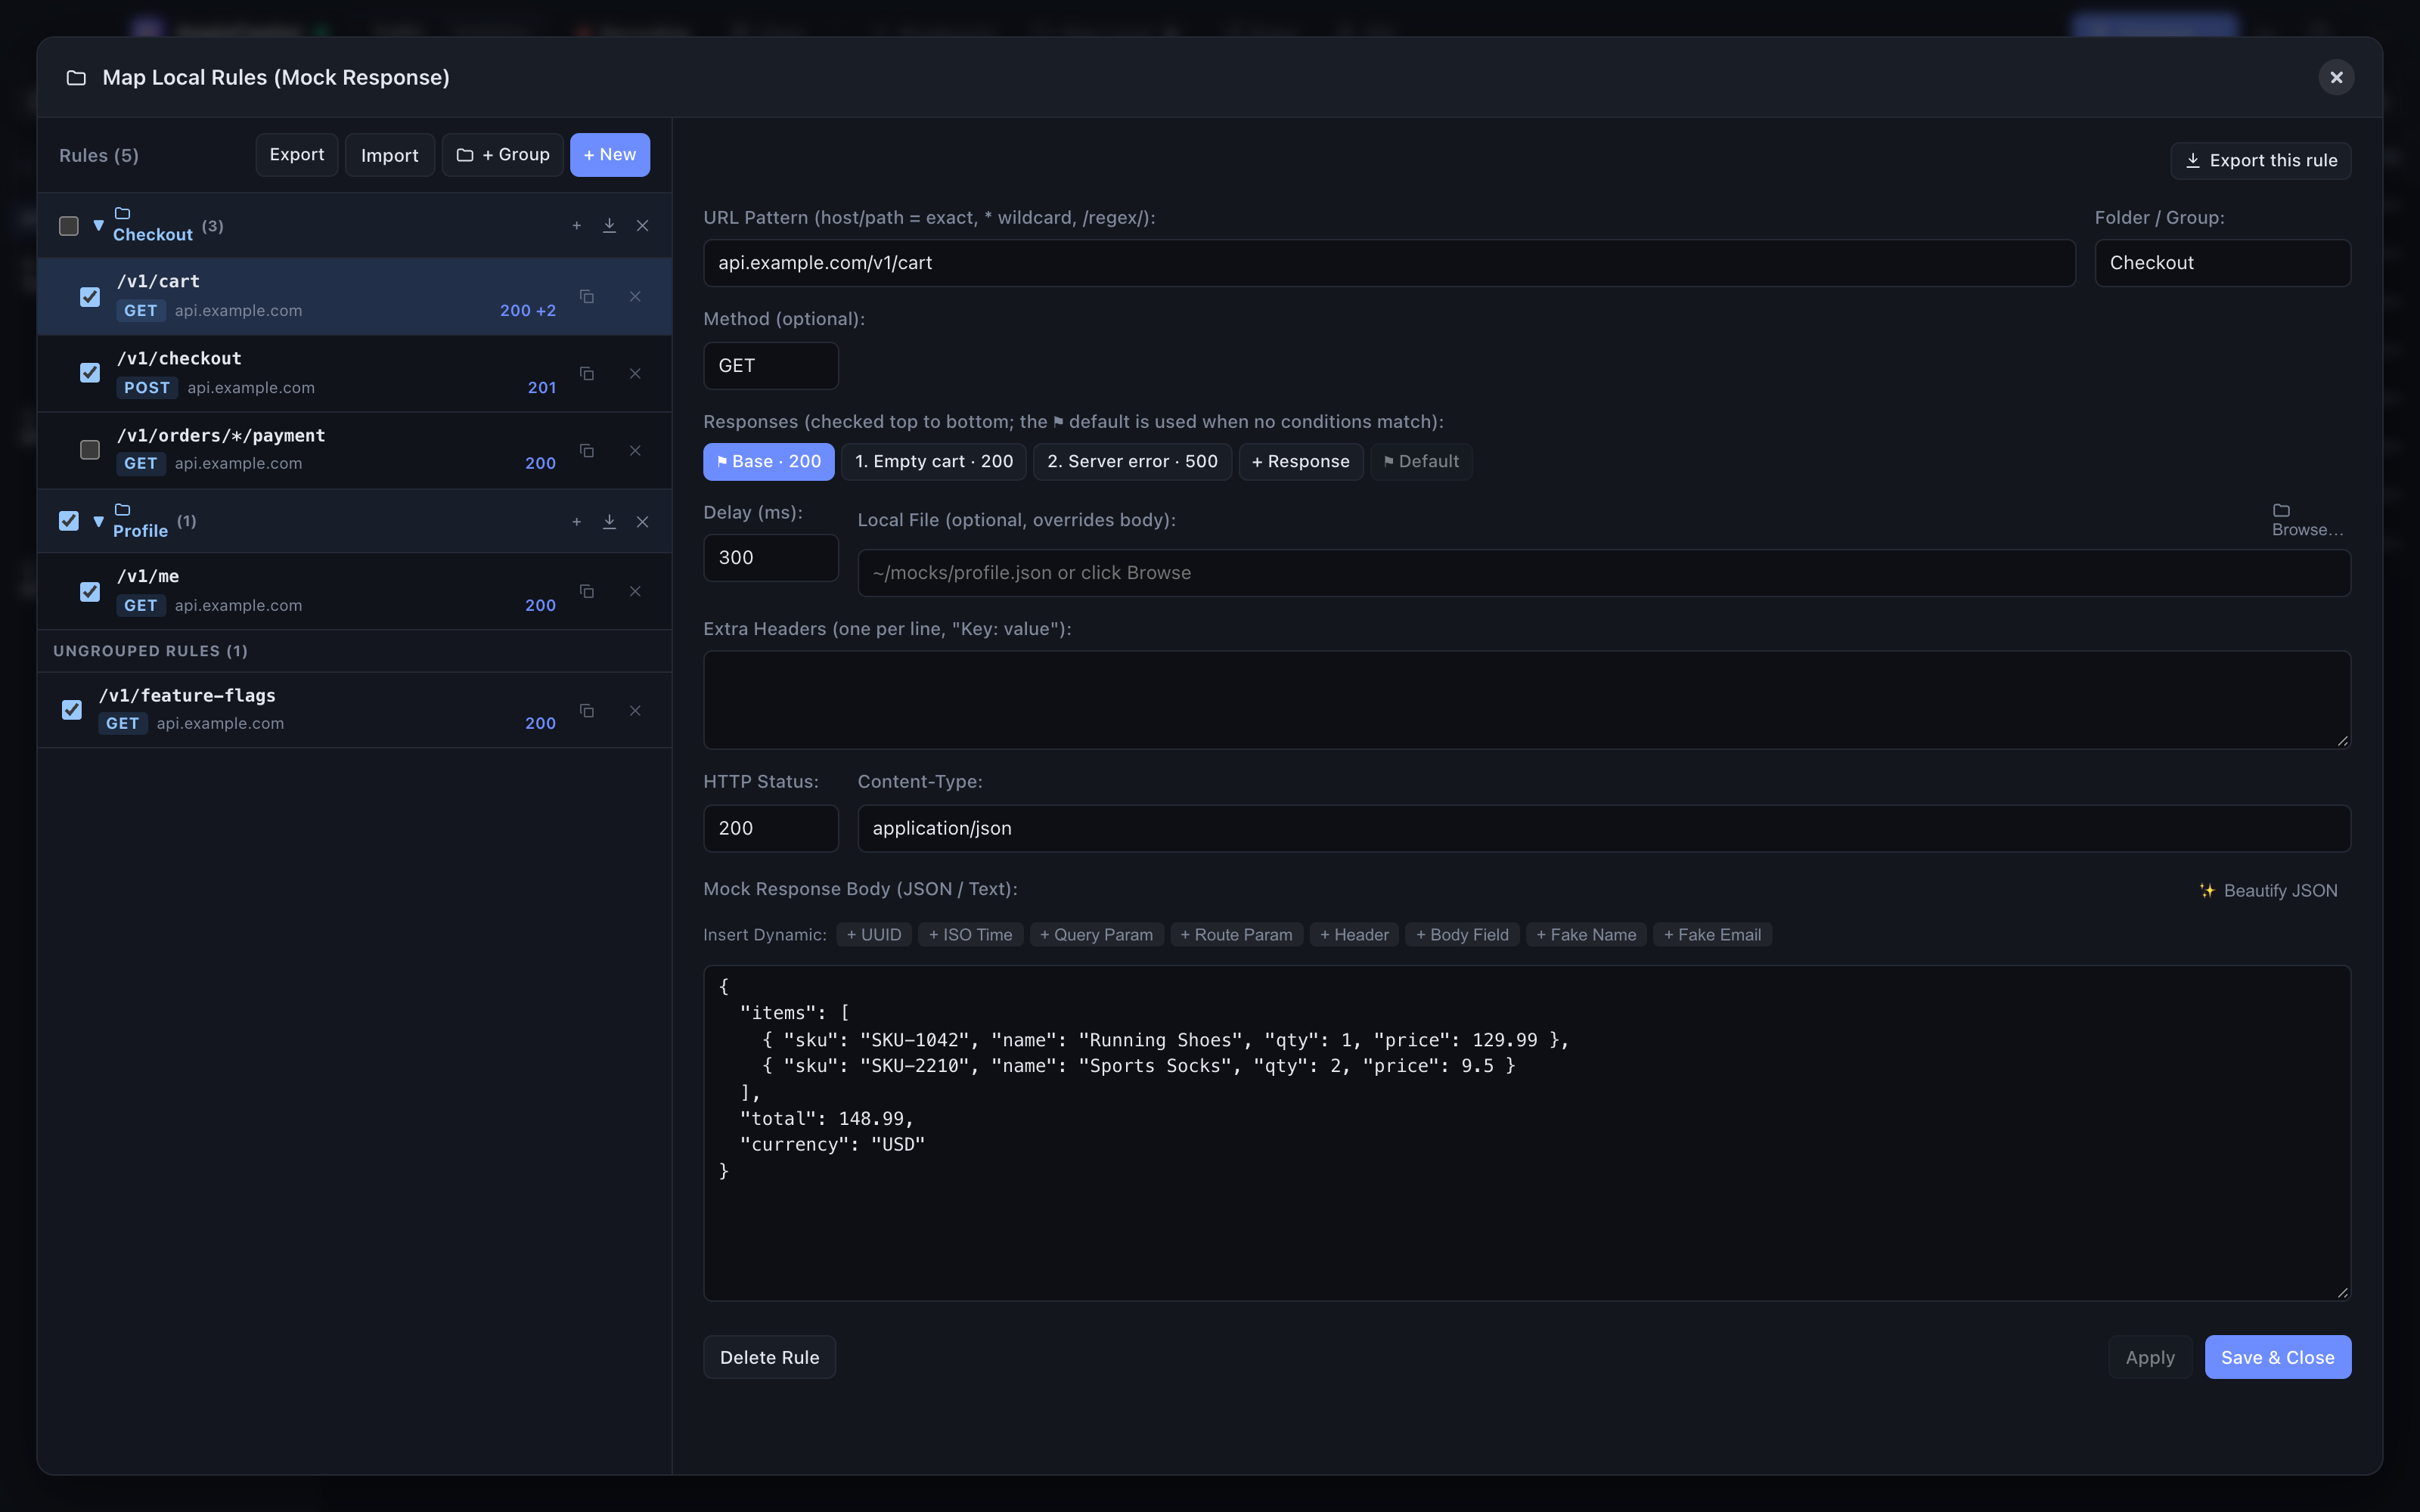 Map Local Rules (Mock Response)
Rules (5)
Export
Import
+ Group
+ New
Checkout (3)
/v1/cart
GET api.example.com 200 +2
/v1/checkout
POST api.example.com 201
/v1/orders/*/payment
GET api.example.com 200
Profile (1)
/v1/me
GET api.example.com 200
UNGROUPED RULES (1)
/v1/feature-flags
GET api.example.com 200
Export this rule
URL Pattern (host/path = exact, * wildcard, /regex/):
Folder / Group:
api.example.com/v1/cart
Checkout
Method (optional):
GET
Responses (checked top to bottom; the ⚑ default is used when no conditions match):
⚑ Base · 200
1. Empty cart · 200
2. Server error · 500
+ Response
⚑ Default
Delay (ms):
Local File (optional, overrides body):
Browse...
300
~/mocks/profile.json or click Browse
Extra Headers (one per line, "Key: value"):
HTTP Status:
Content-Type:
200
application/json
Mock Response Body (JSON / Text):
✨ Beautify JSON
Insert Dynamic: + UUID + ISO Time + Query Param + Route Param + Header + Body Field + Fake Name + Fake Email
{
  "items": [
    { "sku": "SKU-1042", "name": "Running Shoes", "qty": 1, "price": 129.99 },
    { "sku": "SKU-2210", "name": "Sports Socks", "qty": 2, "price": 9.5 }
  ],
  "total": 148.99,
  "currency": "USD"
}
Delete Rule
Apply
Save & Close